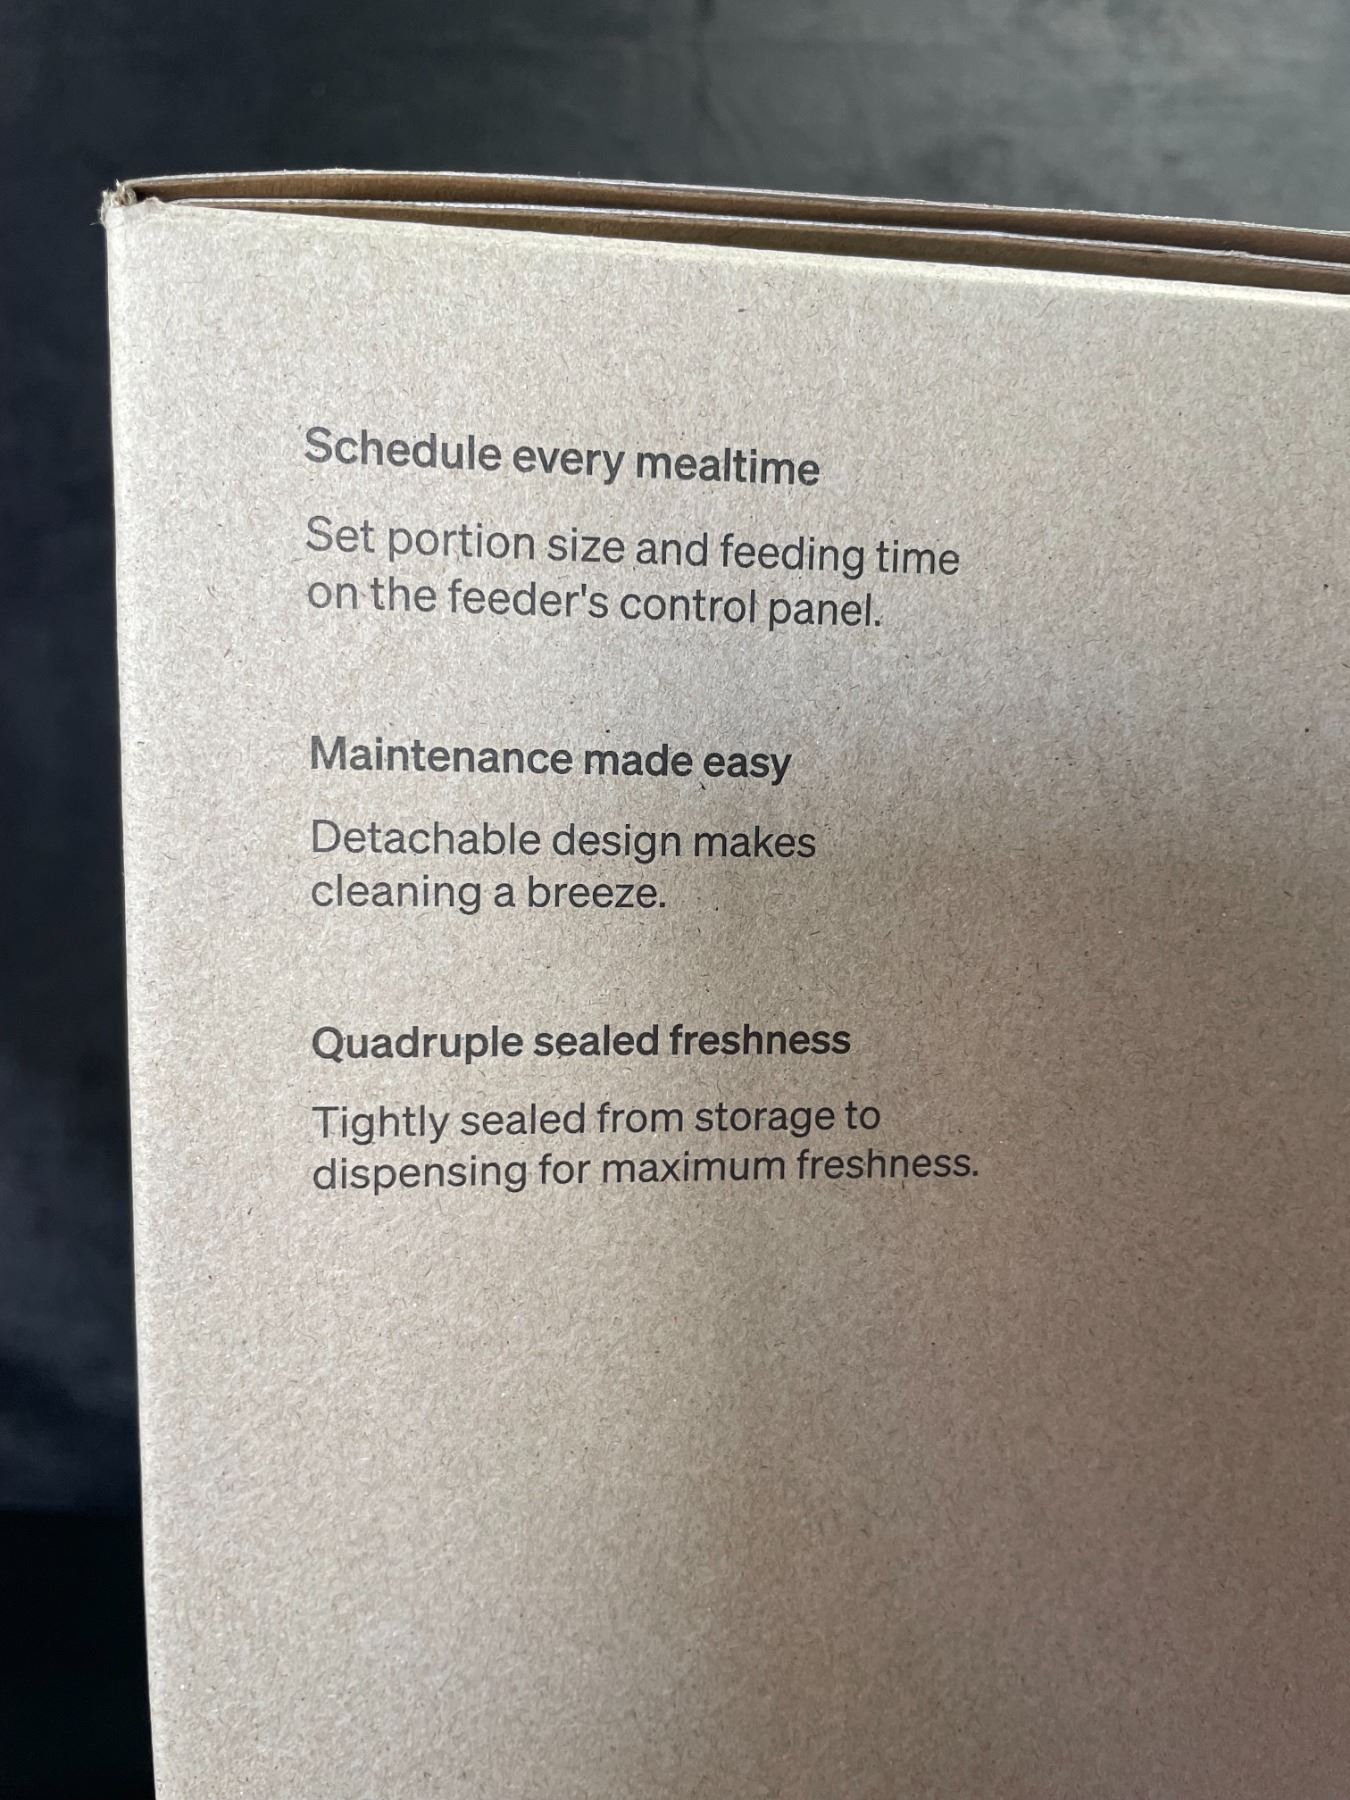 Schedule every mealtime
Set portion size and feeding time
on the feeder's control panel.
Maintenance made easy
Detachable design makes
cleaning a breeze.
Quadruple sealed freshness
Tightly sealed from storage to
dispensing for maximum freshness.